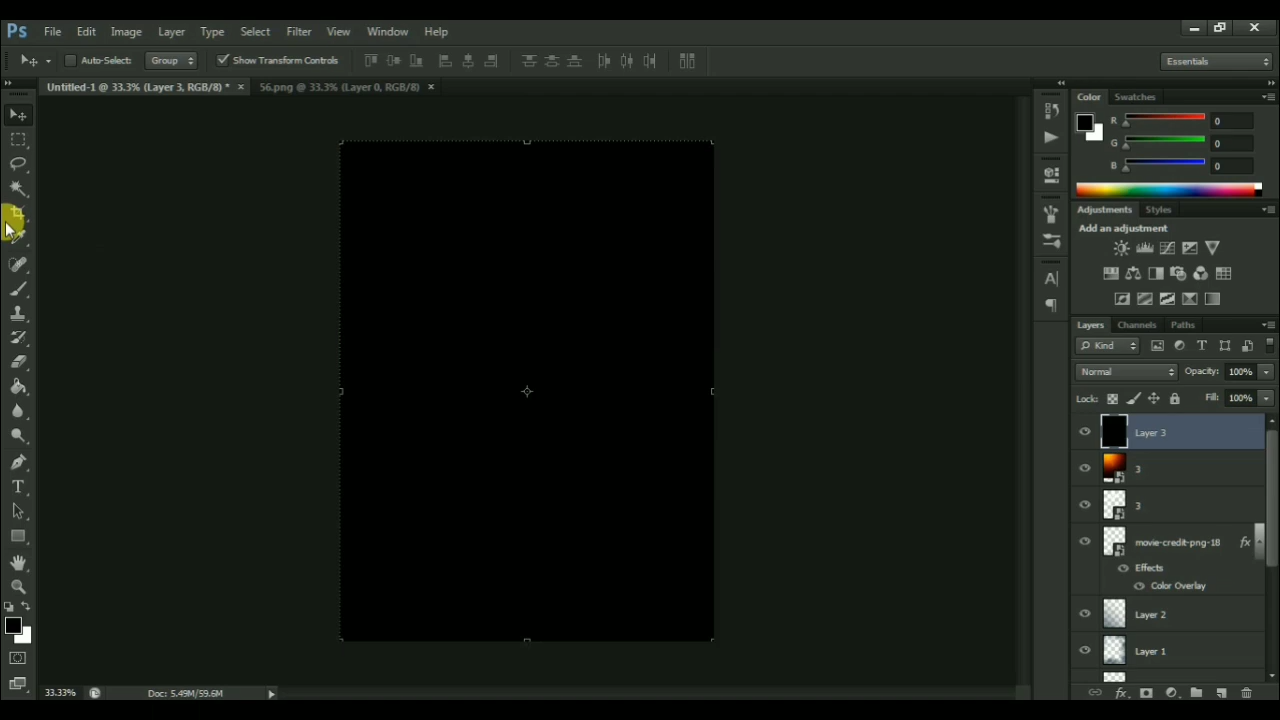 Ps File Edit Image Layer Type Select Filter View Window Help
Auto-Select: Group Show Transform Controls Essentials
Untitled-1 @ 33.3% (Layer 3, RGB/8) * × 56.png @ 33.3% (Layer 0, RGB/8) ×
Color Swatches
R 0
G 0
B 0
Adjustments Styles
Add an adjustment
Layers Channels Paths
Kind
Normal Opacity: 100%
Lock: Fill: 100%
Layer 3
3
3
movie-credit-png-18 fx
Effects
Color Overlay
Layer 2
Layer 1
33.33% Doc: 5.49M/59.6M